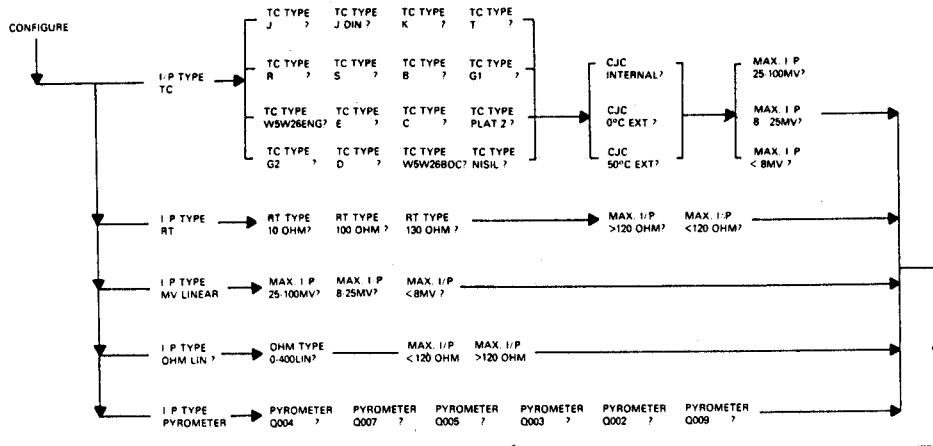 CONFIGURE
I/P TYPE
TC
TC TYPE
J ?
TC TYPE
J DIN ?
TC TYPE
K ?
TC TYPE
T ?
TC TYPE
R ?
TC TYPE
S ?
TC TYPE
B ?
TC TYPE
G1 ?
TC TYPE
W5W26ENG?
TC TYPE
E ?
TC TYPE
C ?
TC TYPE
PLAT 2 ?
TC TYPE
G2 ?
TC TYPE
D ?
TC TYPE
W5W26BOC?
TC TYPE
NISIL ?
CJC
INTERNAL?
CJC
0°C EXT ?
CJC
50°C EXT?
MAX. I P
25-100MV?
MAX. I P
8 25MV?
MAX. I P
< 8MV ?
I P TYPE
RT
RT TYPE
10 OHM?
RT TYPE
100 OHM ?
RT TYPE
130 OHM ?
MAX. I/P
>120 OHM?
MAX. I/P
<120 OHM?
I P TYPE
MV LINEAR
MAX. I P
25-100MV?
MAX. I P
8-25MV?
MAX. I/P
<8MV ?
I P TYPE
OHM LIN ?
OHM TYPE
0-400LIN?
MAX. I/P
<120 OHM
MAX. I/P
>120 OHM
I P TYPE
PYROMETER
PYROMETER
Q004 ?
PYROMETER
Q007 ?
PYROMETER
Q005 ?
PYROMETER
Q003 ?
PYROMETER
Q002 ?
PYROMETER
Q009 ?